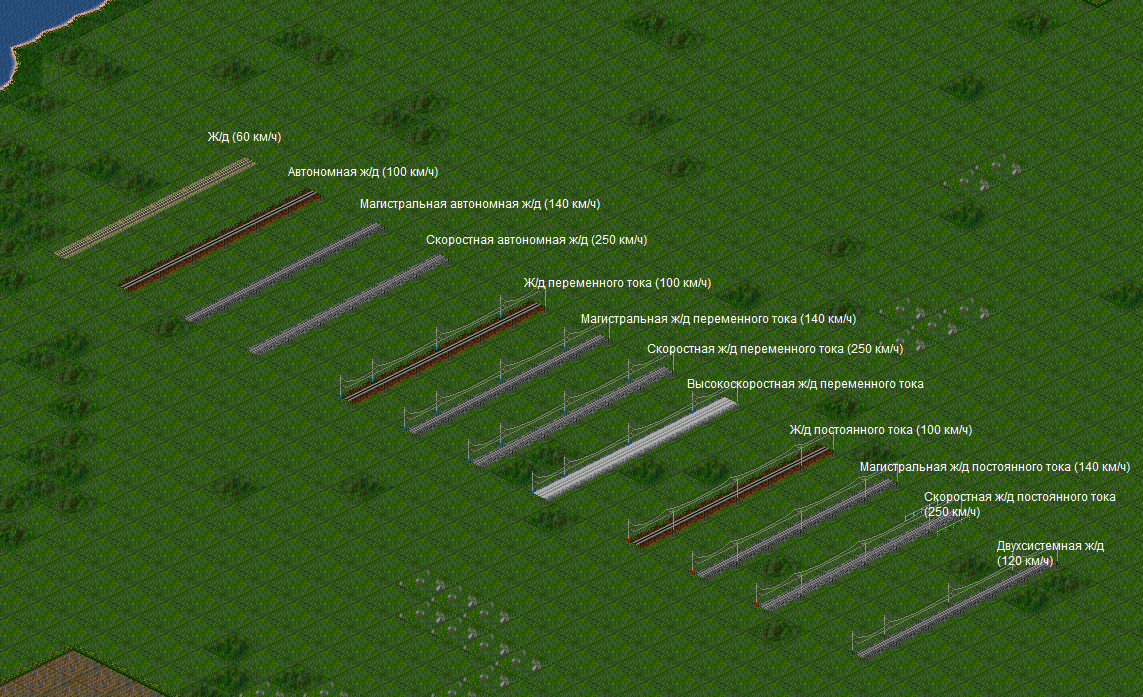 Ж/д (60 км/ч)
Автономная ж/д (100 км/ч)
Магистральная автономная ж/д (140 км/ч)
Скоростная автономная ж/д (250 км/ч)
Ж/д переменного тока (100 км/ч)
Магистральная ж/д переменного тока (140 км/ч)
Скоростная ж/д переменного тока (250 км/ч)
Высокоскоростная ж/д переменного тока
Ж/д постоянного тока (100 км/ч)
Магистральная ж/д постоянного тока (140 км/ч)
Скоростная ж/д постоянного тока
(250 км/ч)
Двухсистемная ж/д
(120 км/ч)